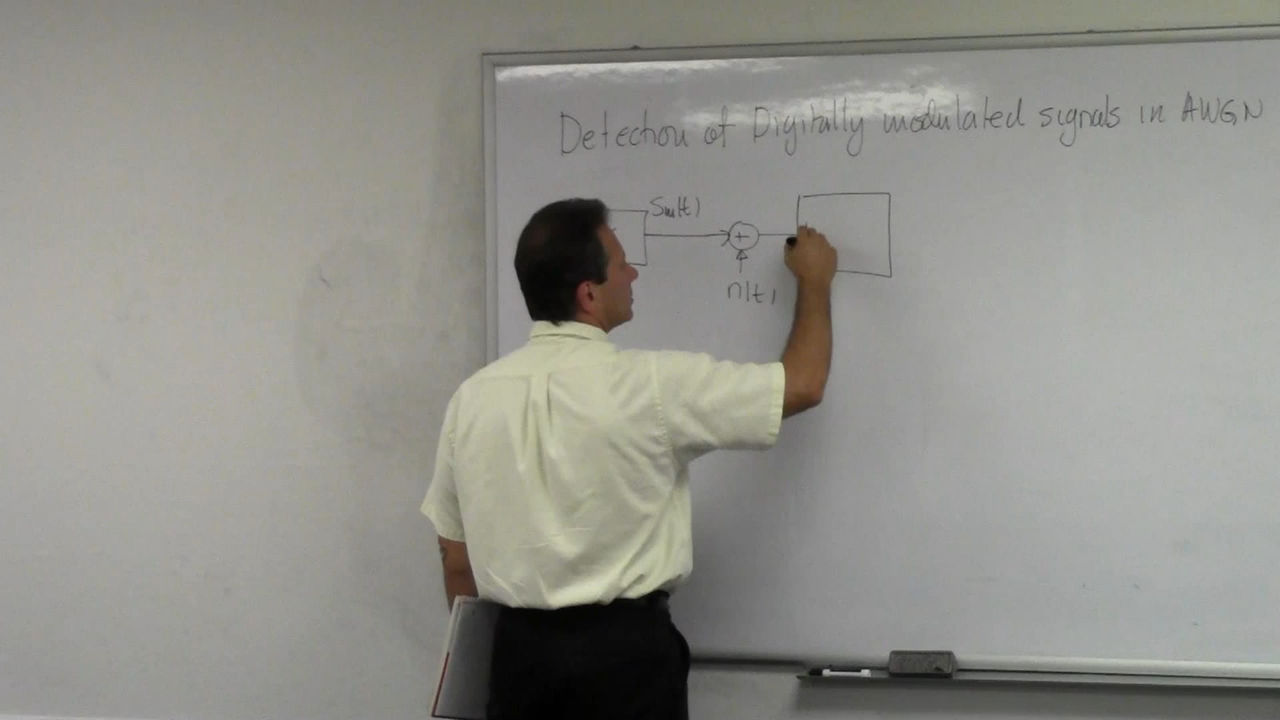 Detection of Digitally modulated signals in AWGN
Sm(t)
+
n(t)